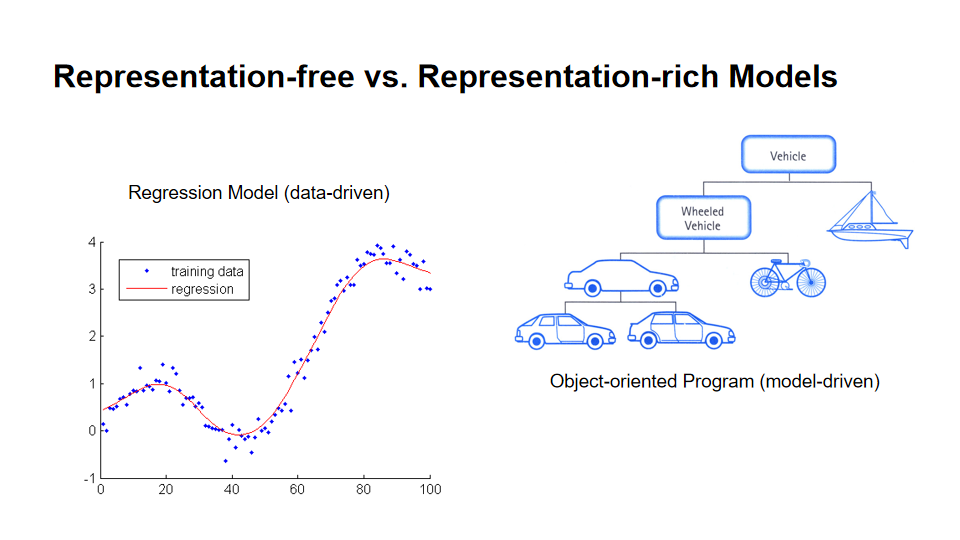 Representation-free vs. Representation-rich Models
Regression Model (data-driven)
4
3
2
1
0
-1
0
20
40
60
80
100
training data
regression
Vehicle
Wheeled
Vehicle
Object-oriented Program (model-driven)